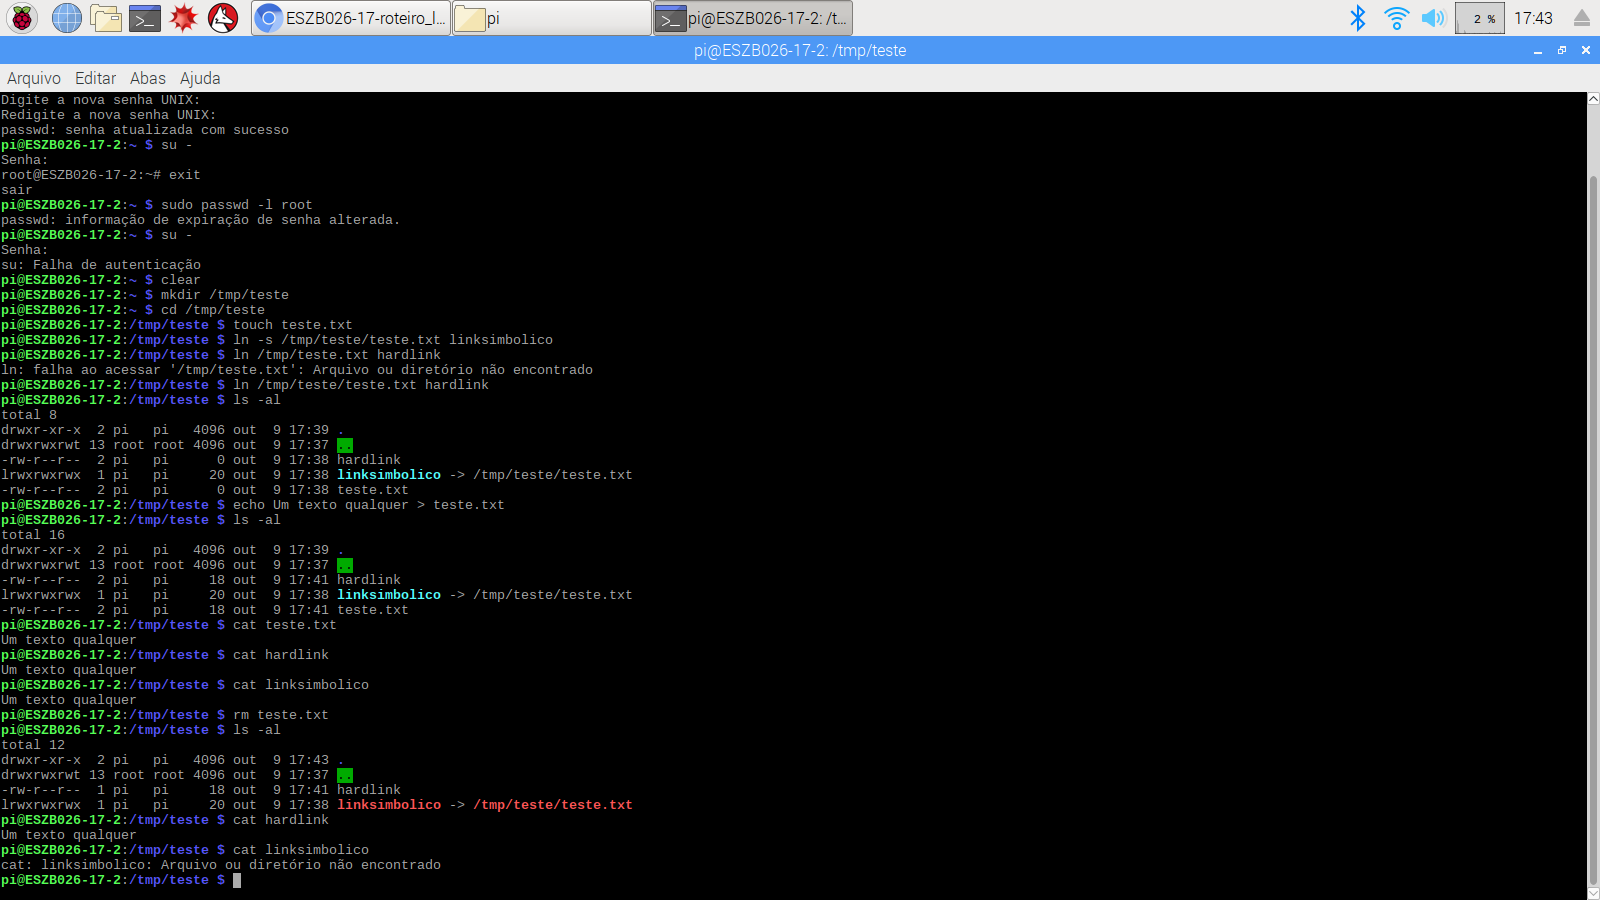 ESZB026-17-roteiro_l...
pi
pi@ESZB026-17-2: /t...
2 %
17:43
pi@ESZB026-17-2: /tmp/teste
Arquivo Editar Abas Ajuda
Digite a nova senha UNIX:
Redigite a nova senha UNIX:
passwd: senha atualizada com sucesso
pi@ESZB026-17-2:~ $ su -
Senha:
root@ESZB026-17-2:~# exit
sair
pi@ESZB026-17-2:~ $ sudo passwd -l root
passwd: informação de expiração de senha alterada.
pi@ESZB026-17-2:~ $ su -
Senha:
su: Falha de autenticação
pi@ESZB026-17-2:~ $ clear
pi@ESZB026-17-2:~ $ mkdir /tmp/teste
pi@ESZB026-17-2:~ $ cd /tmp/teste
pi@ESZB026-17-2:/tmp/teste $ touch teste.txt
pi@ESZB026-17-2:/tmp/teste $ ln -s /tmp/teste/teste.txt linksimbolico
pi@ESZB026-17-2:/tmp/teste $ ln /tmp/teste.txt hardlink
ln: falha ao acessar '/tmp/teste.txt': Arquivo ou diretório não encontrado
pi@ESZB026-17-2:/tmp/teste $ ln /tmp/teste/teste.txt hardlink
pi@ESZB026-17-2:/tmp/teste $ ls -al
total 8
drwxr-xr-x  2 pi   pi   4096 out  9 17:39 .
drwxrwxrwt 13 root root 4096 out  9 17:37 ..
-rw-r--r--  2 pi   pi      0 out  9 17:38 hardlink
lrwxrwxrwx  1 pi   pi     20 out  9 17:38 linksimbolico -> /tmp/teste/teste.txt
-rw-r--r--  2 pi   pi      0 out  9 17:38 teste.txt
pi@ESZB026-17-2:/tmp/teste $ echo Um texto qualquer > teste.txt
pi@ESZB026-17-2:/tmp/teste $ ls -al
total 16
drwxr-xr-x  2 pi   pi   4096 out  9 17:39 .
drwxrwxrwt 13 root root 4096 out  9 17:37 ..
-rw-r--r--  2 pi   pi     18 out  9 17:41 hardlink
lrwxrwxrwx  1 pi   pi     20 out  9 17:38 linksimbolico -> /tmp/teste/teste.txt
-rw-r--r--  2 pi   pi     18 out  9 17:41 teste.txt
pi@ESZB026-17-2:/tmp/teste $ cat teste.txt
Um texto qualquer
pi@ESZB026-17-2:/tmp/teste $ cat hardlink
Um texto qualquer
pi@ESZB026-17-2:/tmp/teste $ cat linksimbolico
Um texto qualquer
pi@ESZB026-17-2:/tmp/teste $ rm teste.txt
pi@ESZB026-17-2:/tmp/teste $ ls -al
total 12
drwxr-xr-x  2 pi   pi   4096 out  9 17:43 .
drwxrwxrwt 13 root root 4096 out  9 17:37 ..
-rw-r--r--  1 pi   pi     18 out  9 17:41 hardlink
lrwxrwxrwx  1 pi   pi     20 out  9 17:38 linksimbolico -> /tmp/teste/teste.txt
pi@ESZB026-17-2:/tmp/teste $ cat hardlink
Um texto qualquer
pi@ESZB026-17-2:/tmp/teste $ cat linksimbolico
cat: linksimbolico: Arquivo ou diretório não encontrado
pi@ESZB026-17-2:/tmp/teste $